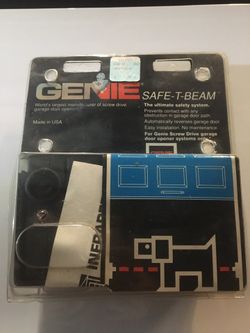 GENIE
SAFE-T-BEAM
The ultimate safety system.
World's largest manufacturer of screw drive
garage door openers
Prevents contact with any
obstruction in garage door path
Automatically reverses garage door
Made in USA
Easy installation: No maintenance
For Genie Screw Drive garage
door opener systems only
INFRARED